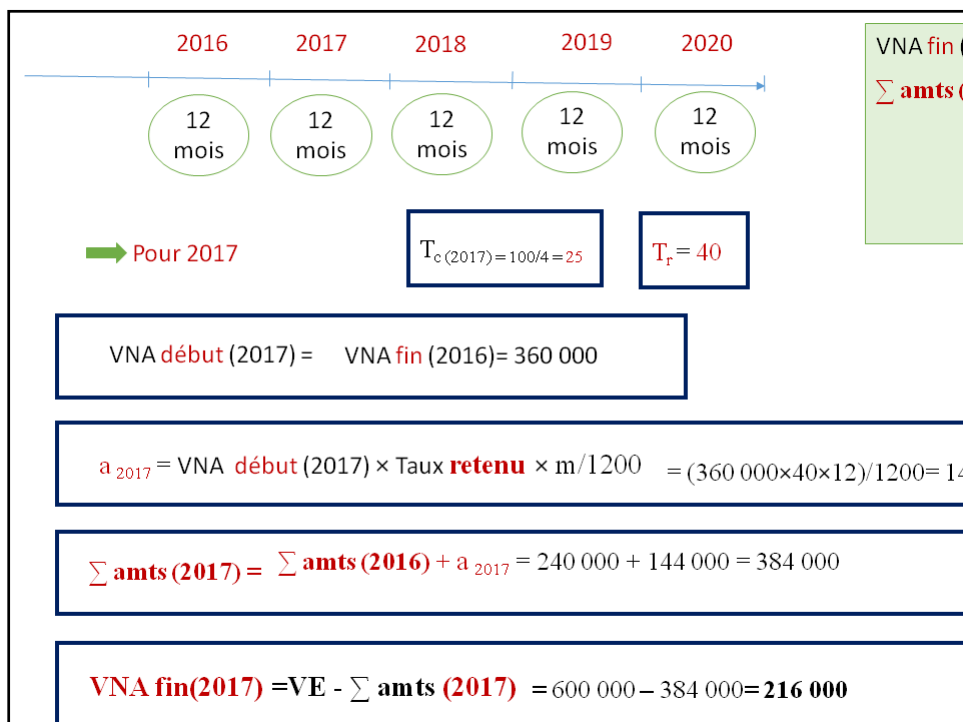 2016 2017 2018 2019 2020
VNA fin (
∑ amts (
12 mois
12 mois
12 mois
12 mois
12 mois
Pour 2017
T c (2017) = 100/4 = 25
T r = 40
VNA début (2017) = VNA fin (2016)= 360 000
a 2017 = VNA début (2017) × Taux retenu × m/1200 = (360 000×40×12)/1200= 14
∑ amts (2017) = ∑ amts (2016) + a 2017 = 240 000 + 144 000 = 384 000
VNA fin(2017) =VE - ∑ amts (2017) = 600 000 – 384 000= 216 000